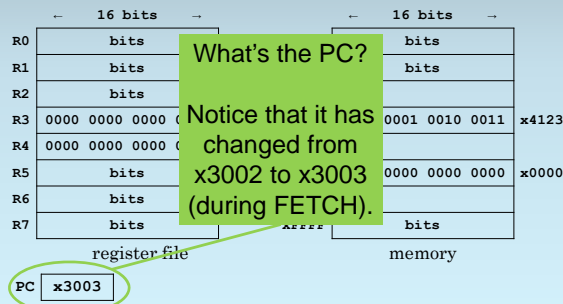 ← 16 bits →
← 16 bits →
R0 bits
bits
R1 bits
bits
R2 bits
R3 0000 0000 0000
0001 0010 0011 x4123
R4 0000 0000 0000
R5 bits
0000 0000 0000 x0000
R6 bits
R7 bits
xFFFF bits
register file
memory
PC x3003
What's the PC?
Notice that it has
changed from
x3002 to x3003
(during FETCH).